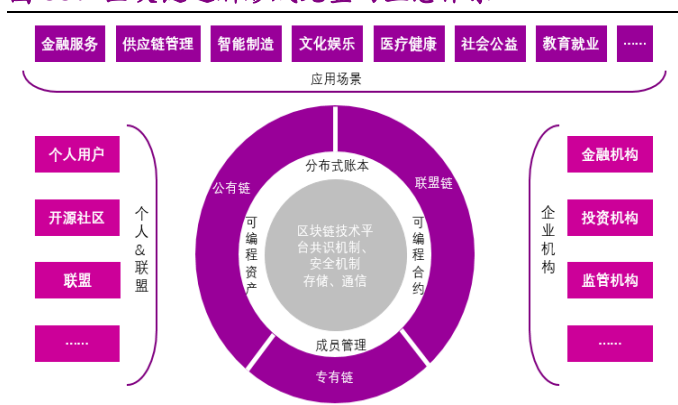 金融服务
供应链管理
智能制造
文化娱乐
医疗健康
社会公益
教育就业
……
应用场景
个人用户
开源社区
联盟
……
个人&联盟
公有链
联盟链
专有链
分布式账本
可编程资产
可编程合约
成员管理
区块链技术平
台共识机制、
安全机制
存储、通信
企业机构
金融机构
投资机构
监管机构
……